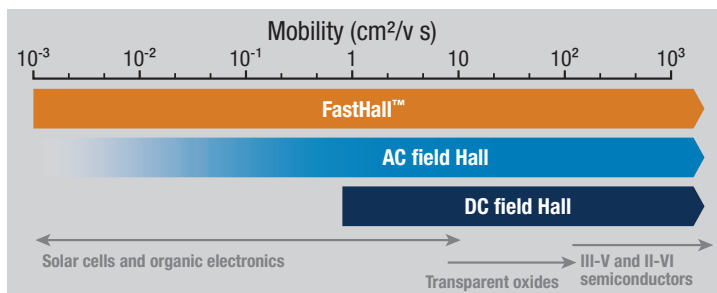 Mobility (cm²/v s)
10⁻³ 10⁻² 10⁻¹ 1 10 10² 10³
FastHall™
AC field Hall
DC field Hall
Solar cells and organic electronics
Transparent oxides
III-V and II-VI
semiconductors